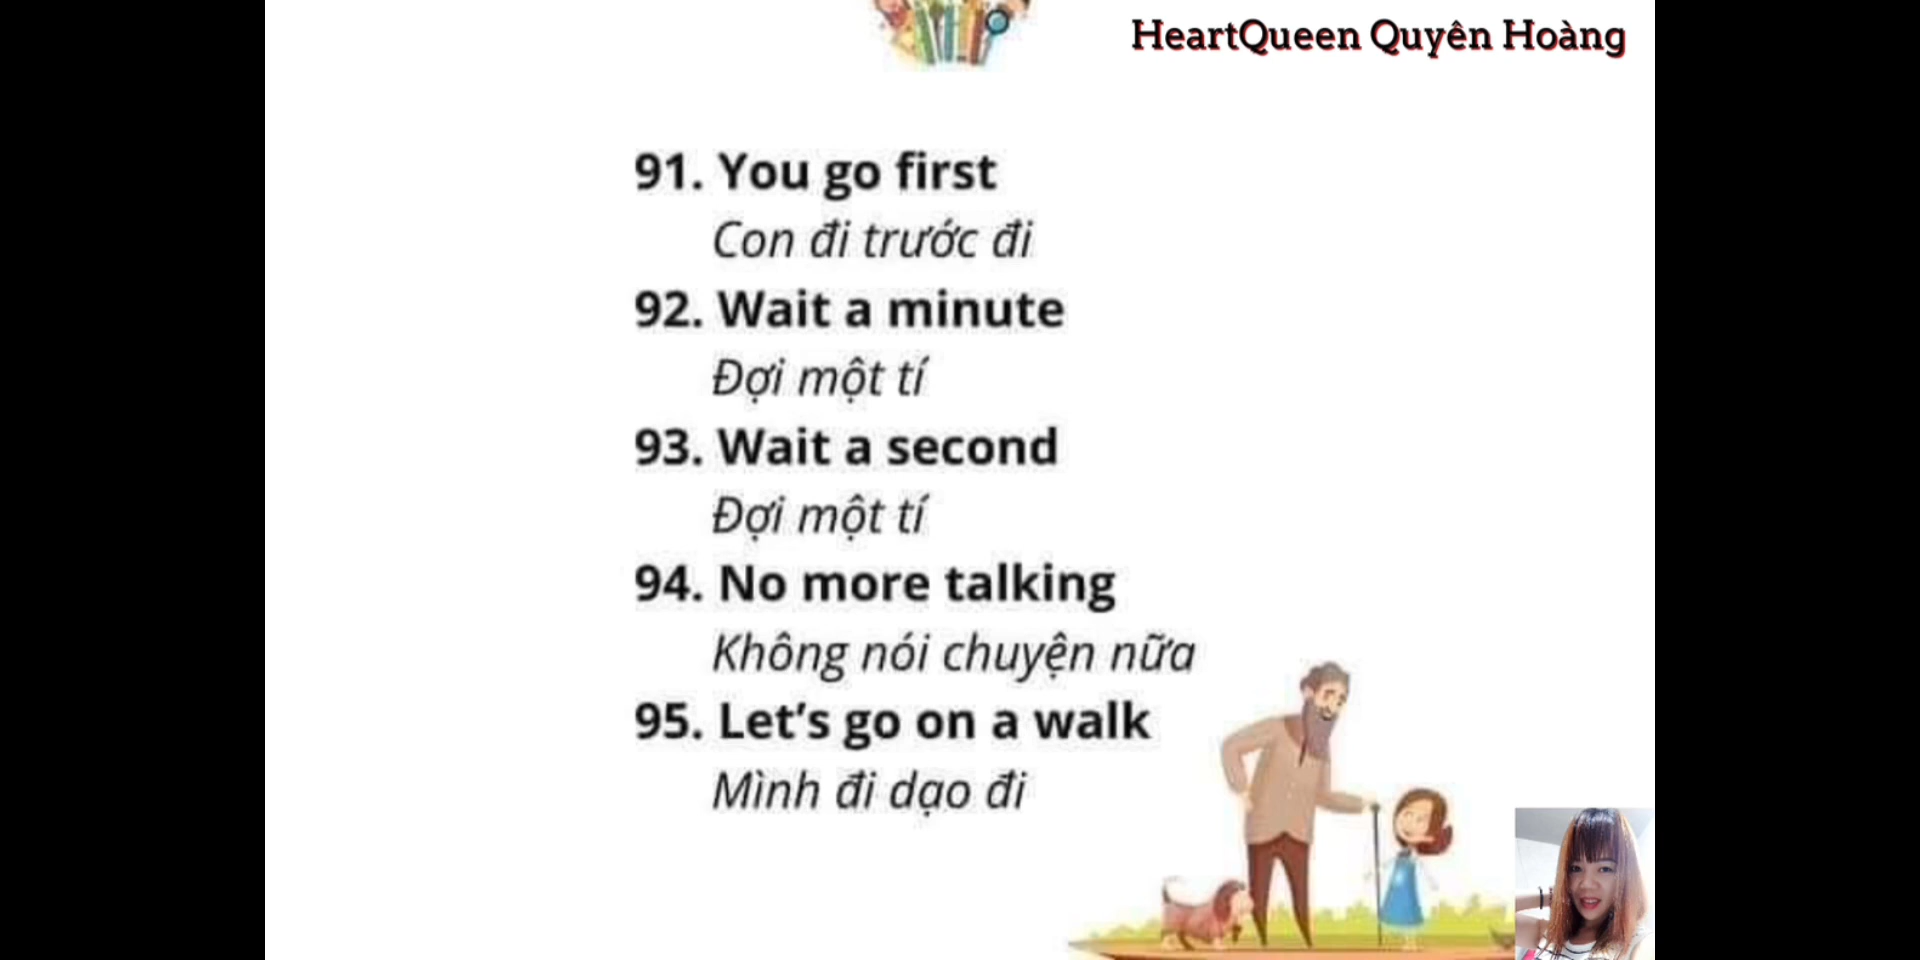 HeartQueen Quyên Hoàng
91. You go first
Con đi trước đi
92. Wait a minute
Đợi một tí
93. Wait a second
Đợi một tí
94. No more talking
Không nói chuyện nữa
95. Let’s go on a walk
Mình đi dạo đi